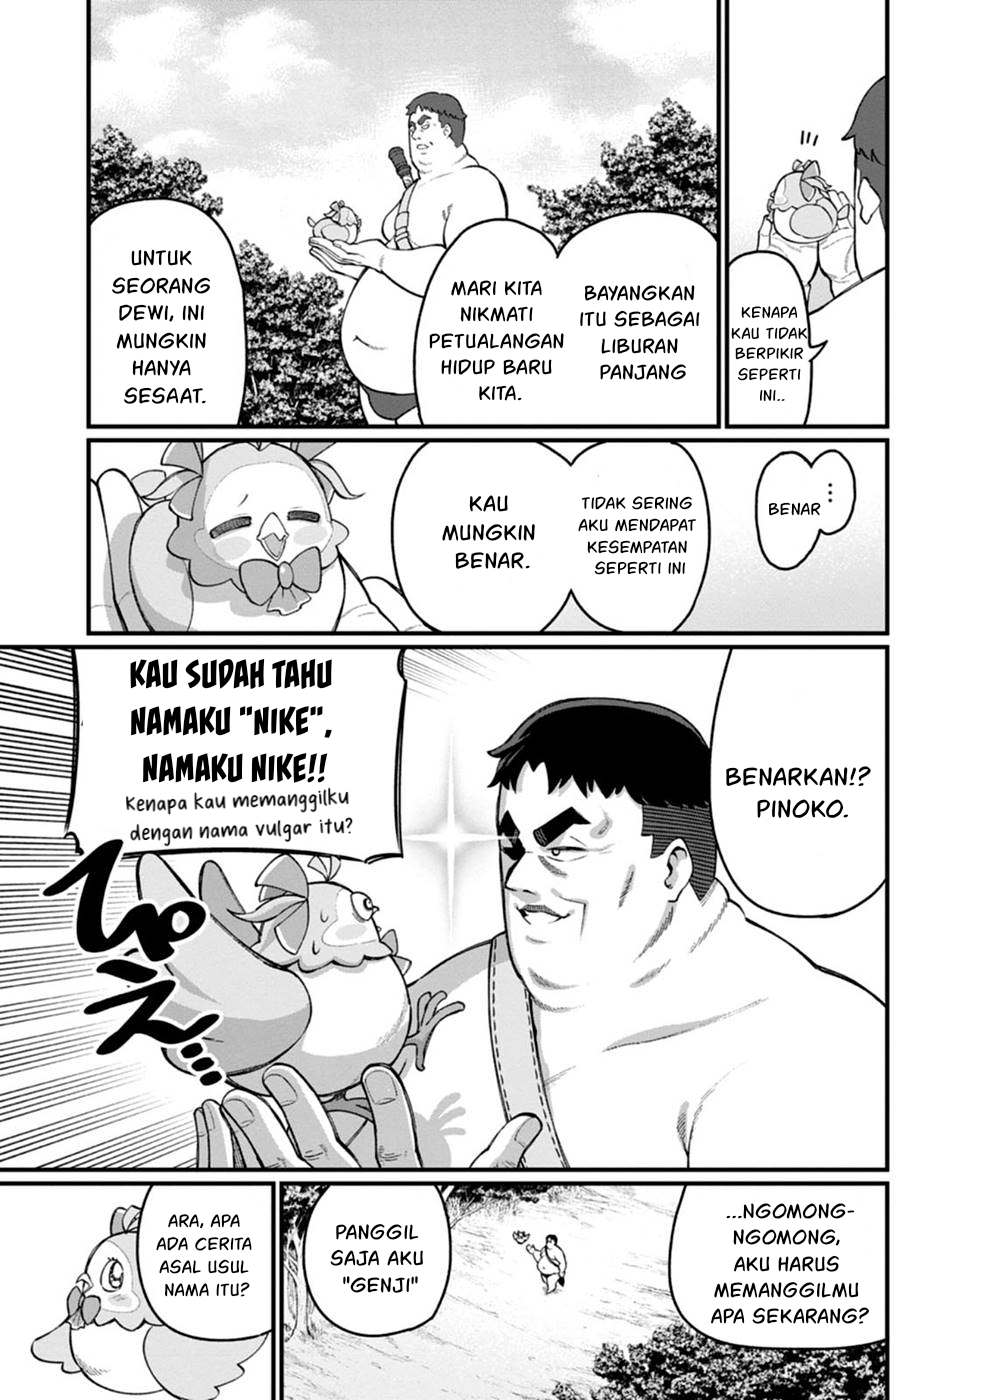 KENAPA
KAU TIDAK
BERPIKIR
SEPERTI
INI..
BAYANGKAN
ITU SEBAGAI
LIBURAN
PANJANG
MARI KITA
NIKMATI
PETUALANGAN
HIDUP BARU
KITA.
UNTUK
SEORANG
DEWI, INI
MUNGKIN
HANYA
SESAAT.
...
BENAR
TIDAK SERING
AKU MENDAPAT
KESEMPATAN
SEPERTI INI
KAU
MUNGKIN
BENAR.
BENARKAN!?
PINOKO.
KAU SUDAH TAHU
NAMAKU "NIKE",
NAMAKU NIKE!!
Kenapa kau memanggilku
dengan nama vulgar itu?
...NGOMONG-
NGOMONG,
AKU HARUS
MEMANGGILMU
APA SEKARANG?
PANGGIL
SAJA AKU
"GENJI"
ARA, APA
ADA CERITA
ASAL USUL
NAMA ITU?